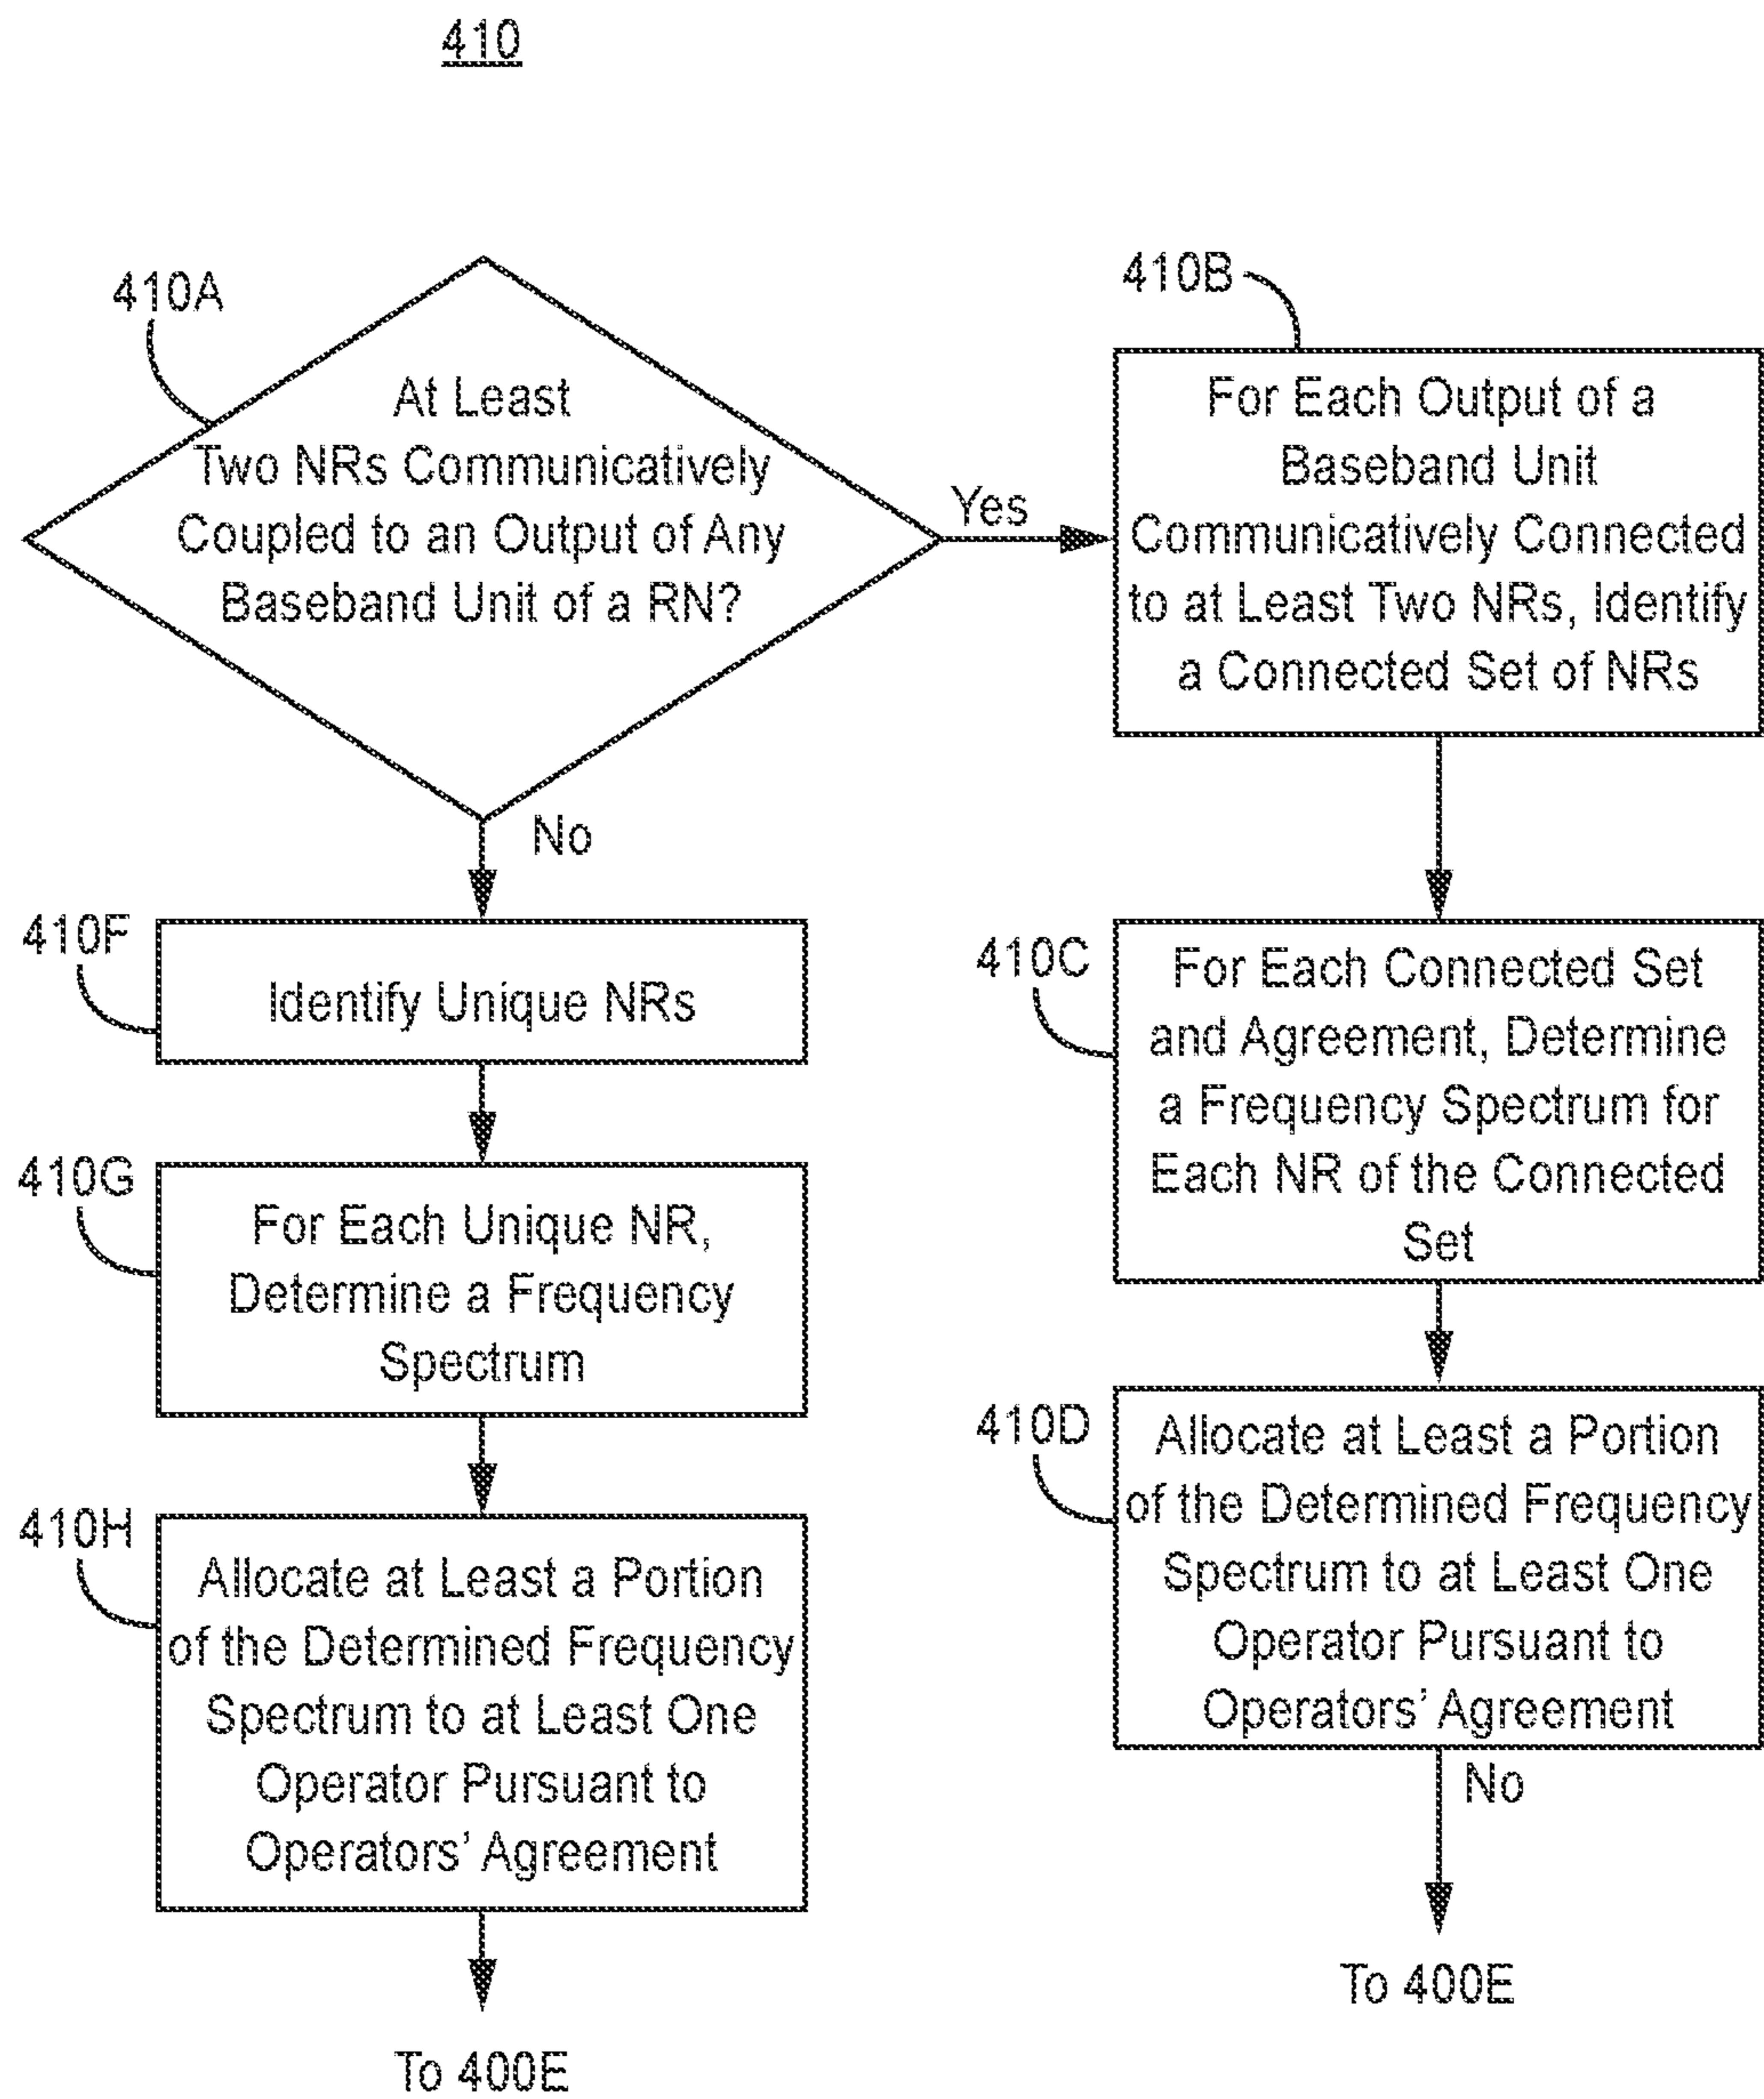 410
410A
At Least
Two NRs Communicatively
Coupled to an Output of Any
Baseband Unit of a RN?
Yes
No
410B
For Each Output of a
Baseband Unit
Communicatively Connected
to at Least Two NRs, Identify
a Connected Set of NRs
410F
Identify Unique NRs
410C
For Each Connected Set
and Agreement, Determine
a Frequency Spectrum for
Each NR of the Connected
Set
410G
For Each Unique NR,
Determine a Frequency
Spectrum
410D
Allocate at Least a Portion
of the Determined Frequency
Spectrum to at Least One
Operator Pursuant to
Operators' Agreement
No
To 400E
410H
Allocate at Least a Portion
of the Determined Frequency
Spectrum to at Least One
Operator Pursuant to
Operators' Agreement
To 400E